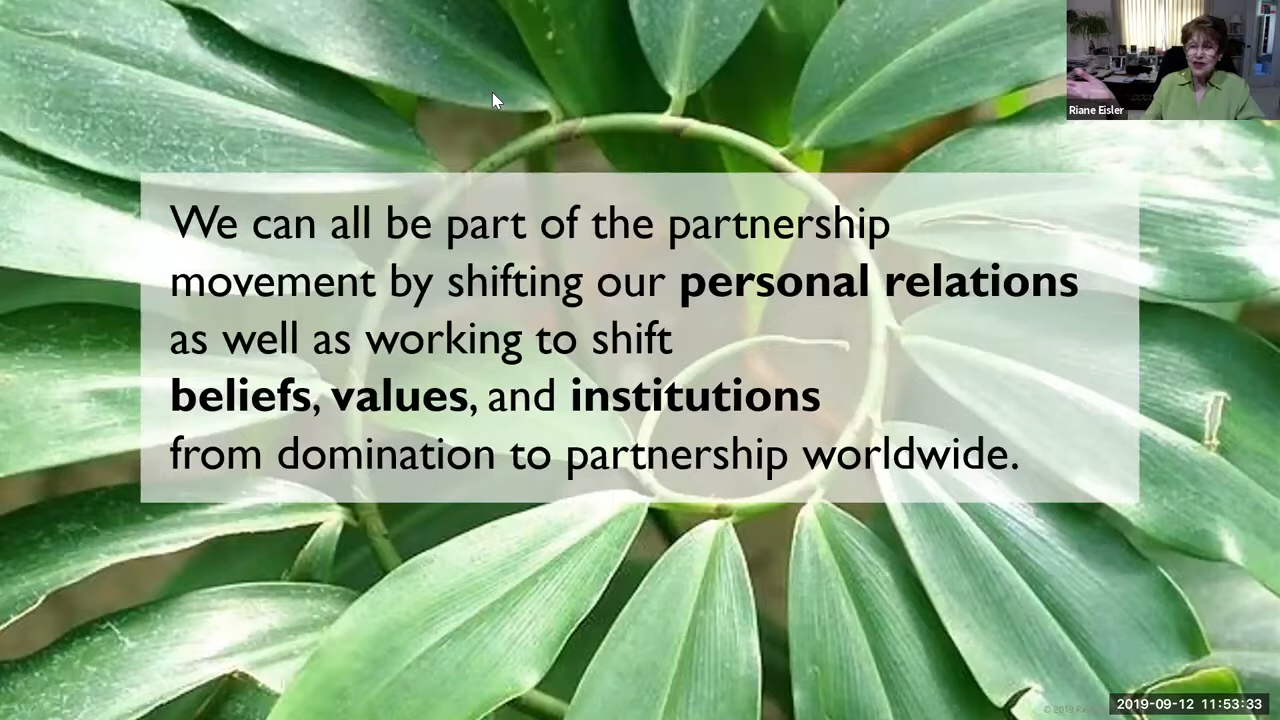 Riane Eisler
We can all be part of the partnership
movement by shifting our personal relations
as well as working to shift
beliefs, values, and institutions
from domination to partnership worldwide.
© 2019
2019-09-12 11:53:33